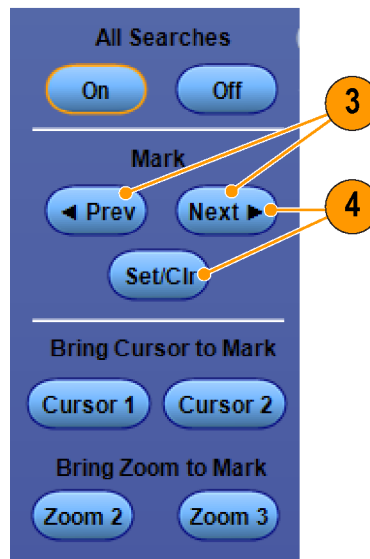 All Searches
On Off
3
Mark
◄ Prev Next ►
4
Set/Clr
Bring Cursor to Mark
Cursor 1 Cursor 2
Bring Zoom to Mark
Zoom 2 Zoom 3